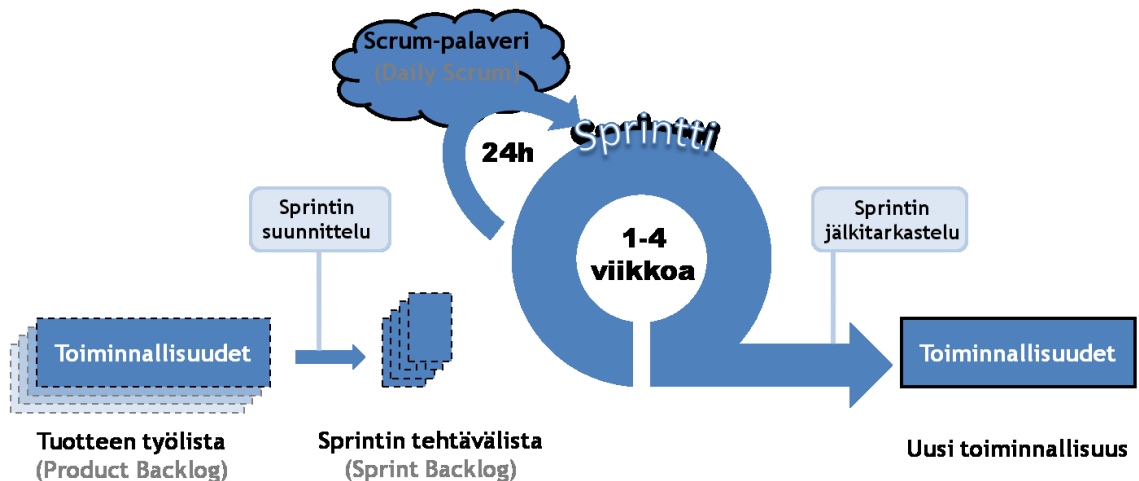 Scrum-palaveri
(Daily Scrum)
Sprintti
24h
Sprintin
suunnittelu
1-4
viikkoa
Sprintin
jälkitarkastelu
Toiminnallisuudet
Toiminnallisuudet
Tuotteen työlista
(Product Backlog)
Sprintin tehtävälista
(Sprint Backlog)
Uusi toiminnallisuus